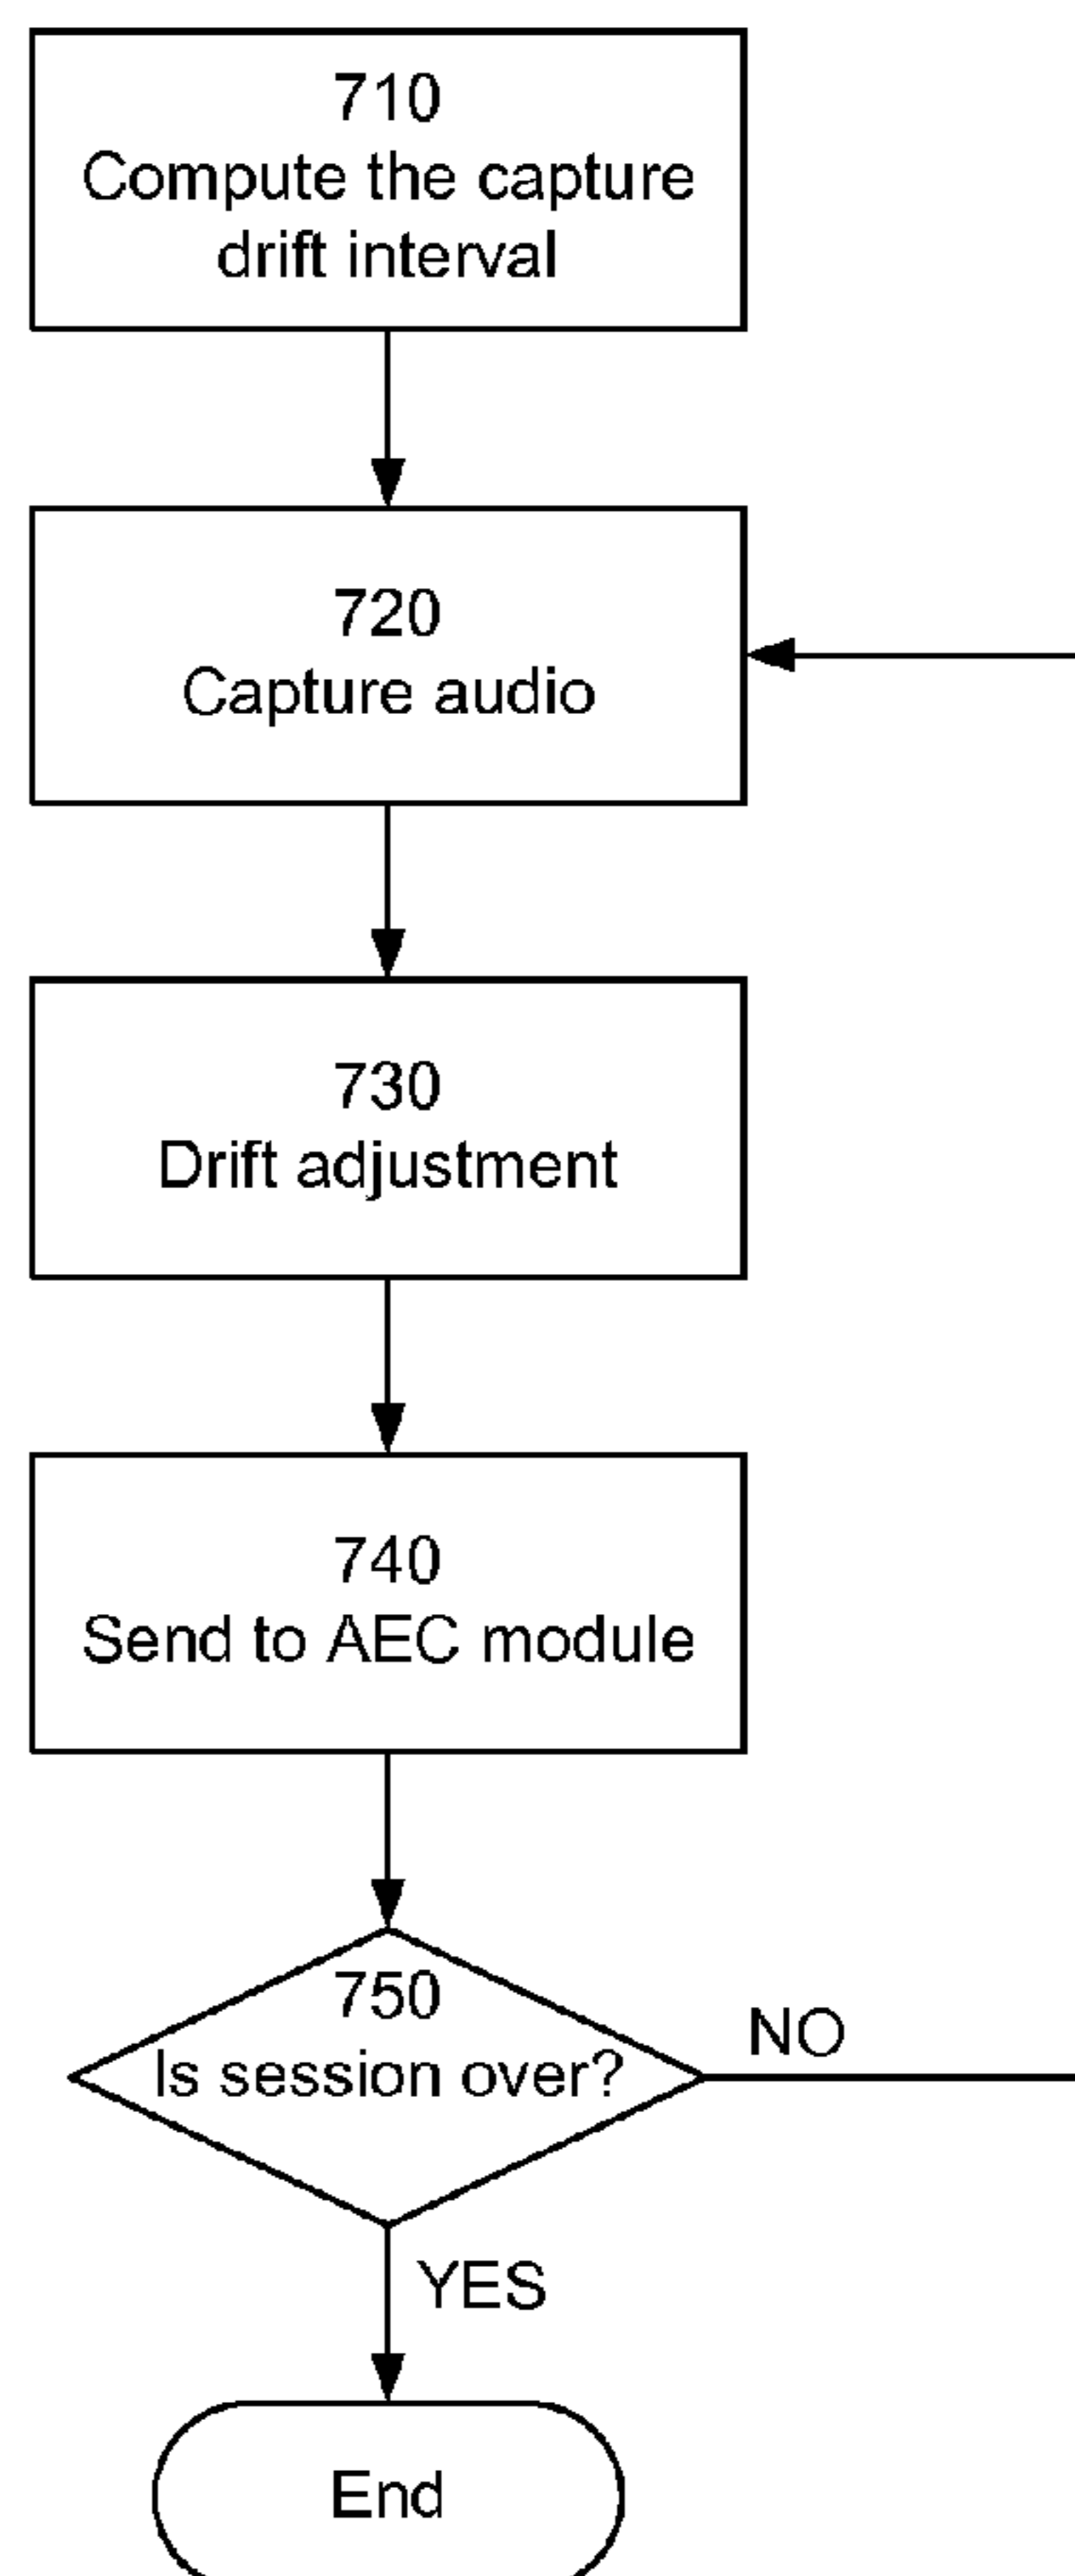 710
Compute the capture
drift interval
720
Capture audio
730
Drift adjustment
740
Send to AEC module
750
Is session over?
NO
YES
End